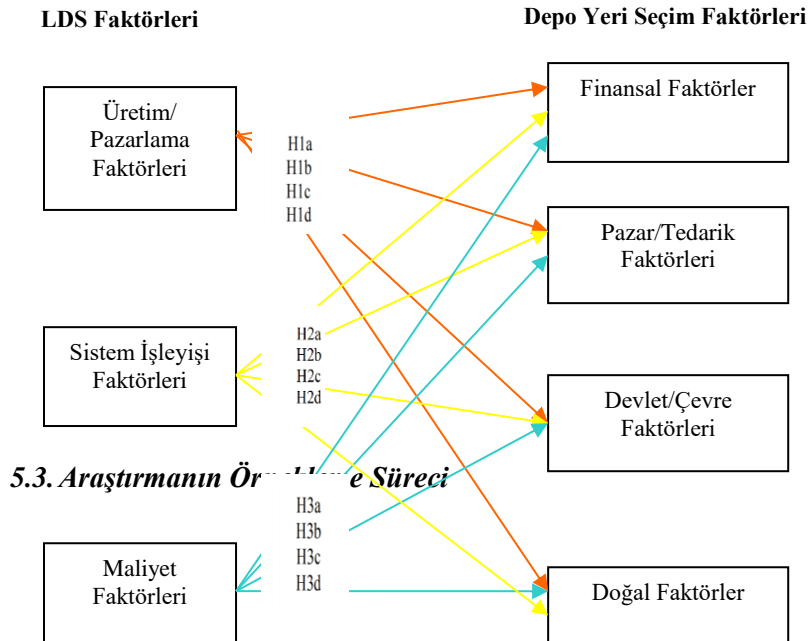 LDS Faktörleri
Depo Yeri Seçim Faktörleri
Üretim/
Pazarlama
Faktörleri
H1a
H1b
H1c
H1d
Finansal Faktörler
Pazar/Tedarik
Faktörleri
Sistem İşleyişi
Faktörleri
H2a
H2b
H2c
H2d
Devlet/Çevre
Faktörleri
5.3. Araştırmanın Ör e Süreci
H3a
H3b
H3c
H3d
Maliyet
Faktörleri
Doğal Faktörler